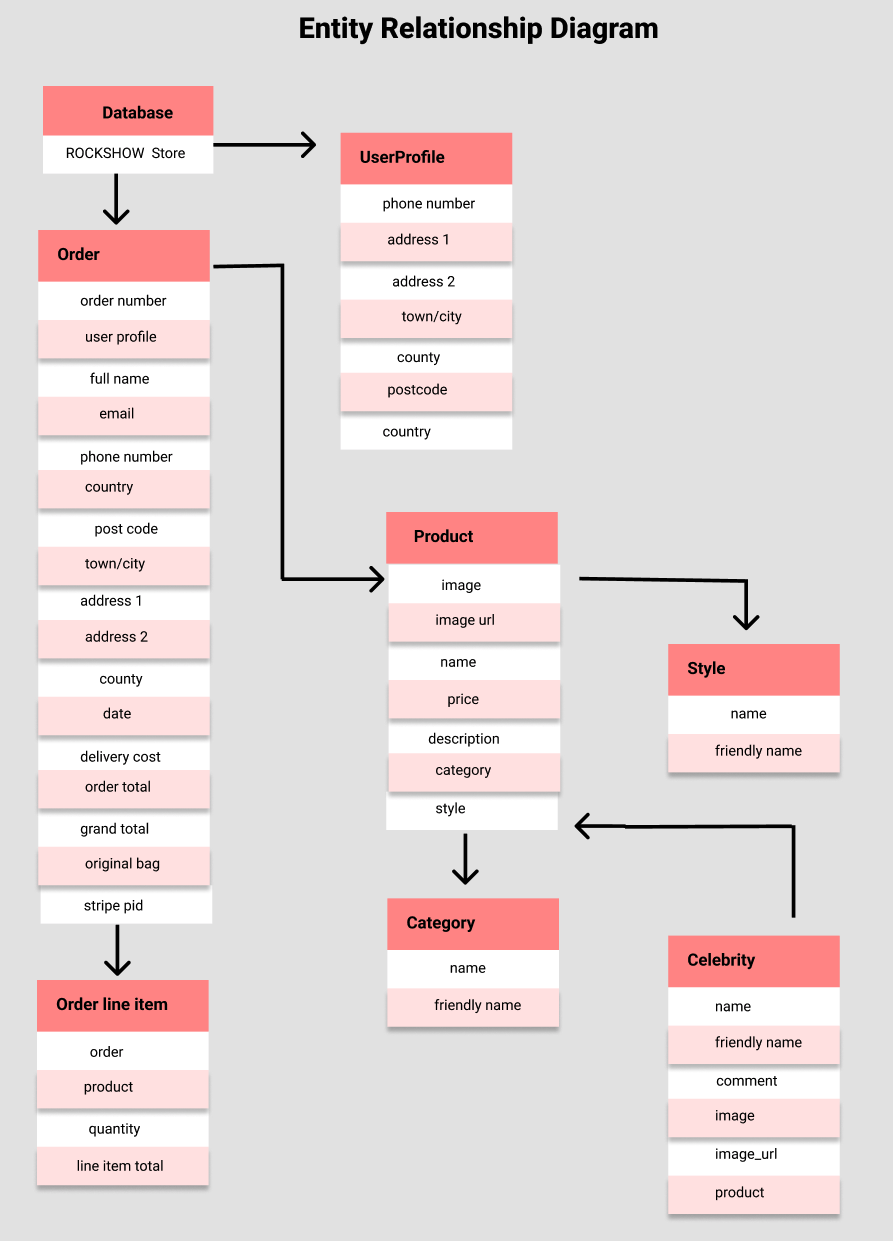 Entity Relationship Diagram
Database
ROCKSHOW Store
UserProfile
phone number
address 1
address 2
town/city
county
postcode
country
Order
order number
user profile
full name
email
phone number
country
post code
town/city
address 1
address 2
county
date
delivery cost
order total
grand total
original bag
stripe pid
Product
image
image url
name
price
description
category
style
Style
name
friendly name
Category
name
friendly name
Celebrity
name
friendly name
comment
image
image_url
product
Order line item
order
product
quantity
line item total